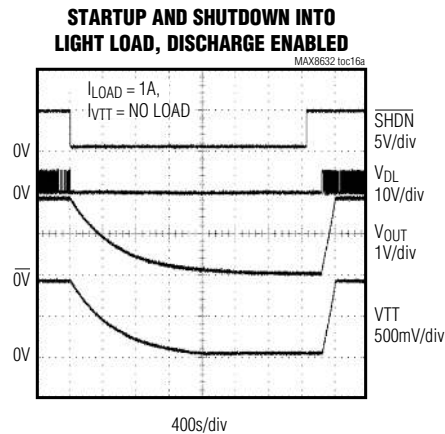 STARTUP AND SHUTDOWN INTO
LIGHT LOAD, DISCHARGE ENABLED
MAX8632 toc16a
ILOAD = 1A,
IVTT = NO LOAD
SHDN
5V/div
0V
VDL
10V/div
0V
VOUT
1V/div
0V
VTT
500mV/div
0V
400s/div